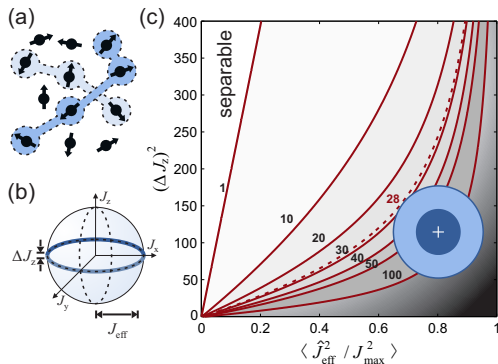 (a)
(b)
J_z
J_x
J_y
ΔJ_z
J_eff
(c)
(ΔJ_z)²
400
350
300
250
200
150
100
50
0
0
0.2
0.4
0.6
0.8
1
separable
1
10
20
28
30
40
50
100
⟨ Ĵ²_eff / J²_max ⟩